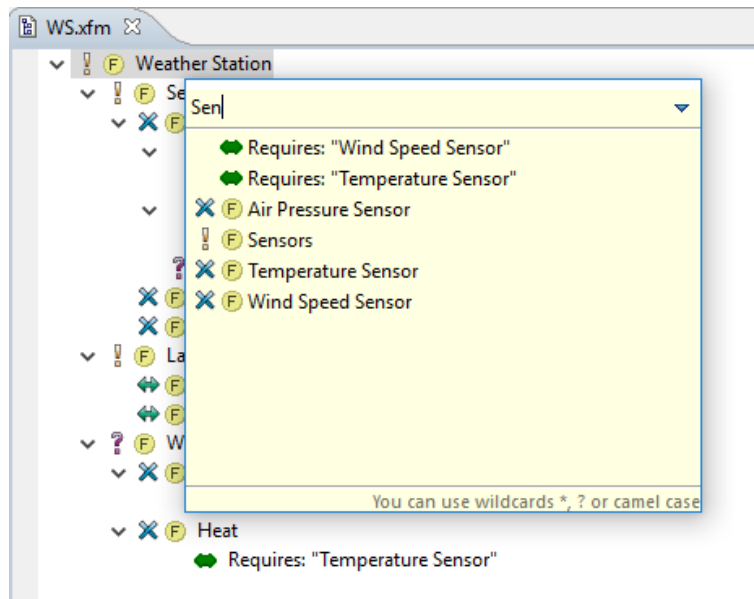 WS.xfm
Weather Station
F Se
Sen
Requires: "Wind Speed Sensor"
Requires: "Temperature Sensor"
F Air Pressure Sensor
F Sensors
F Temperature Sensor
F Wind Speed Sensor
F La
F W
You can use wildcards *, ? or camel case
F Heat
Requires: "Temperature Sensor"